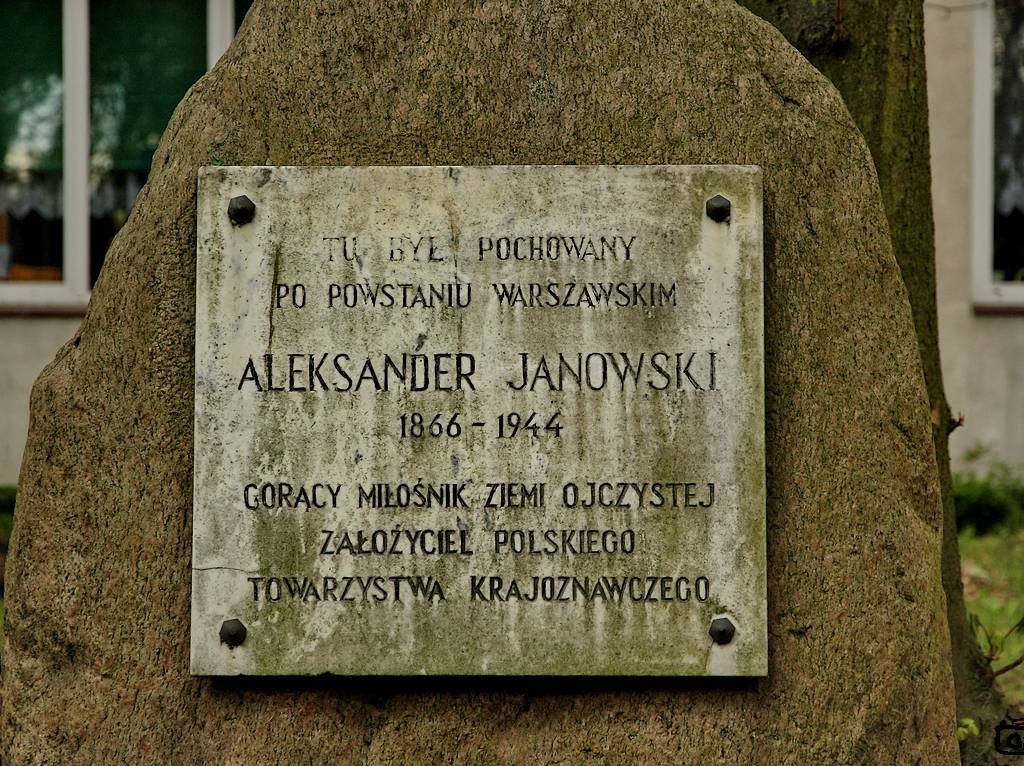 TU BYŁ POCHOWANY
PO POWSTANIU WARSZAWSKIM
ALEKSANDER JANOWSKI
1866 - 1944
GORĄCY MIŁOŚNIK ZIEMI OJCZYSTEJ
ZAŁOŻYCIEL POLSKIEGO
TOWARZYSTWA KRAJOZNAWCZEGO